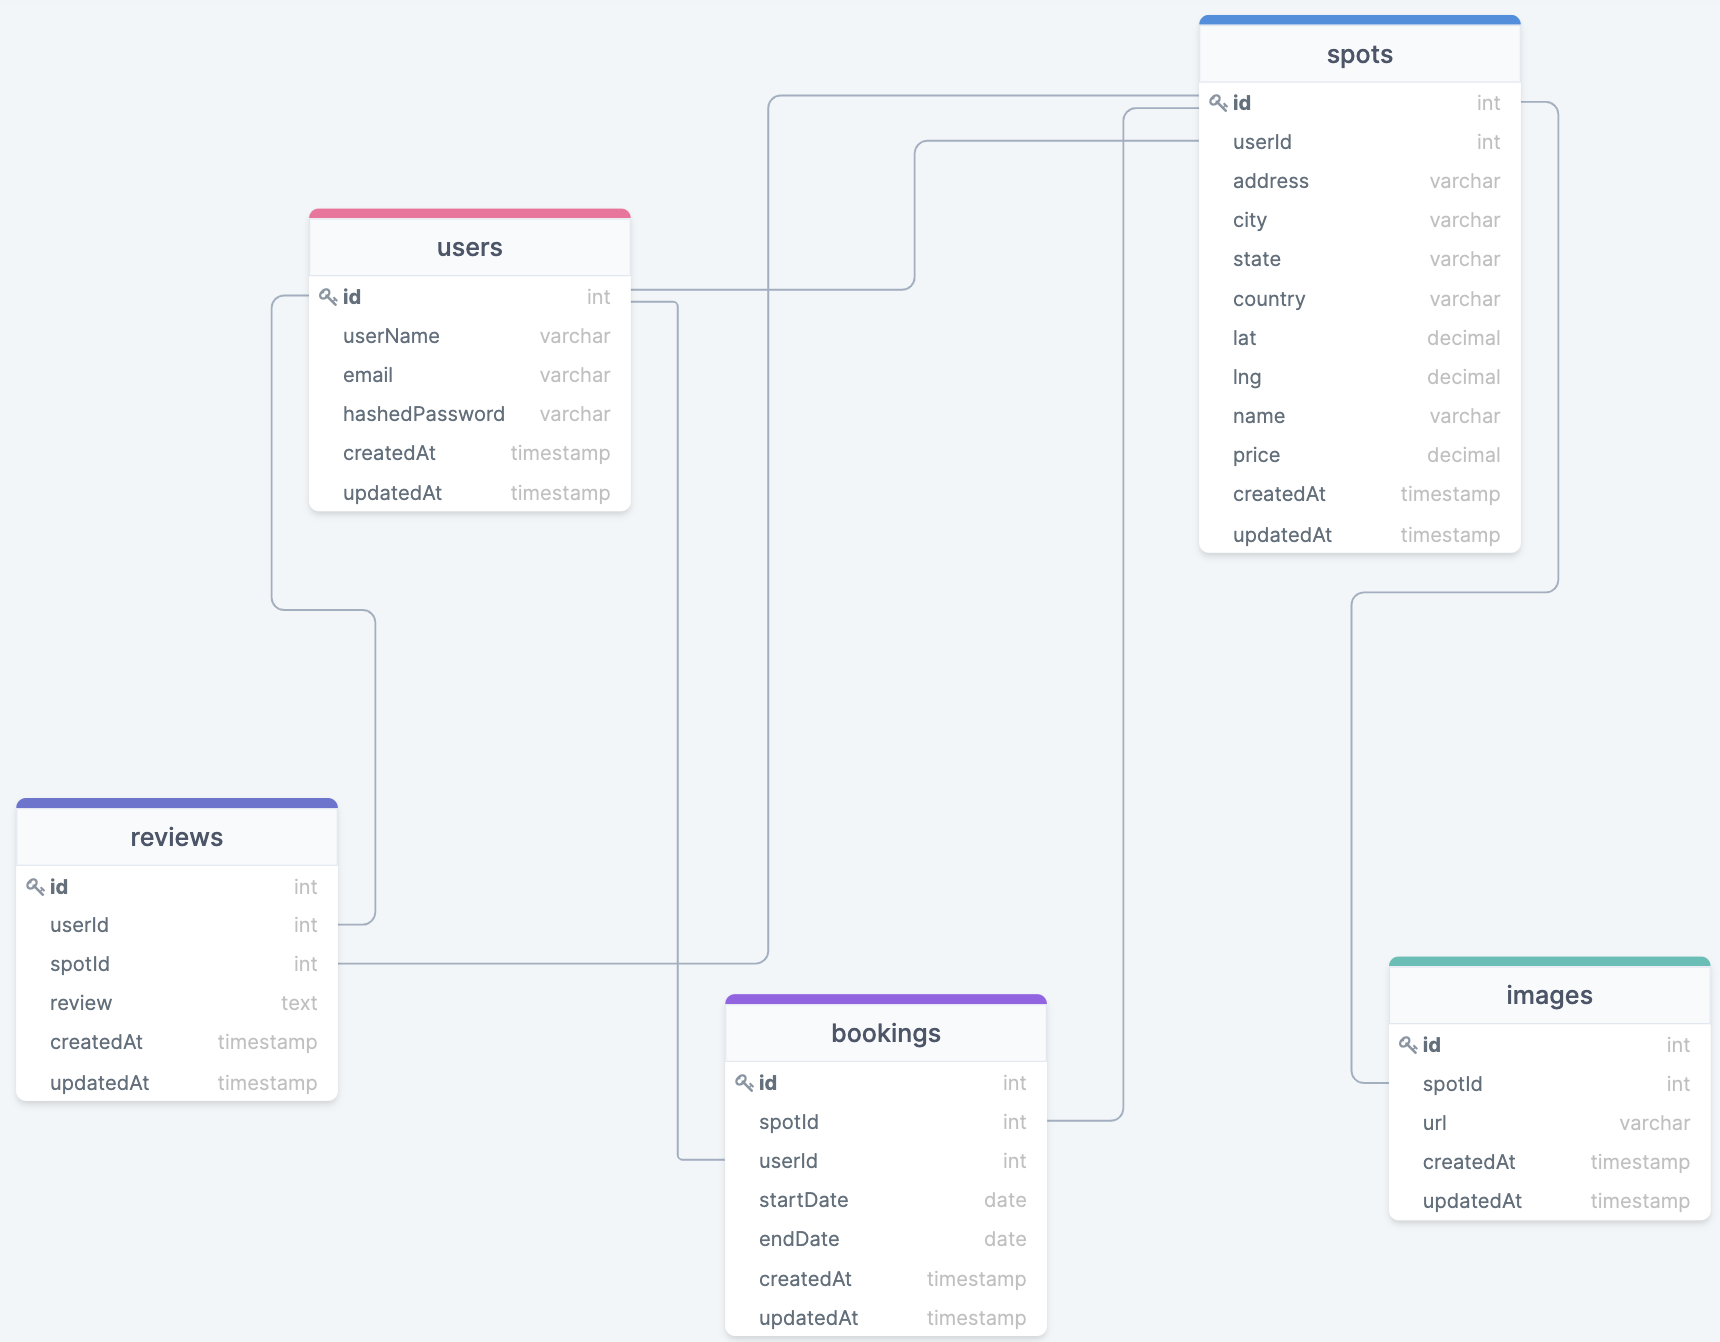 spots
id int
userId int
address varchar
city varchar
state varchar
country varchar
lat decimal
lng decimal
name varchar
price decimal
createdAt timestamp
updatedAt timestamp
users
id int
userName varchar
email varchar
hashedPassword varchar
createdAt timestamp
updatedAt timestamp
reviews
id int
userId int
spotId int
review text
createdAt timestamp
updatedAt timestamp
bookings
id int
spotId int
userId int
startDate date
endDate date
createdAt timestamp
updatedAt timestamp
images
id int
spotId int
url varchar
createdAt timestamp
updatedAt timestamp